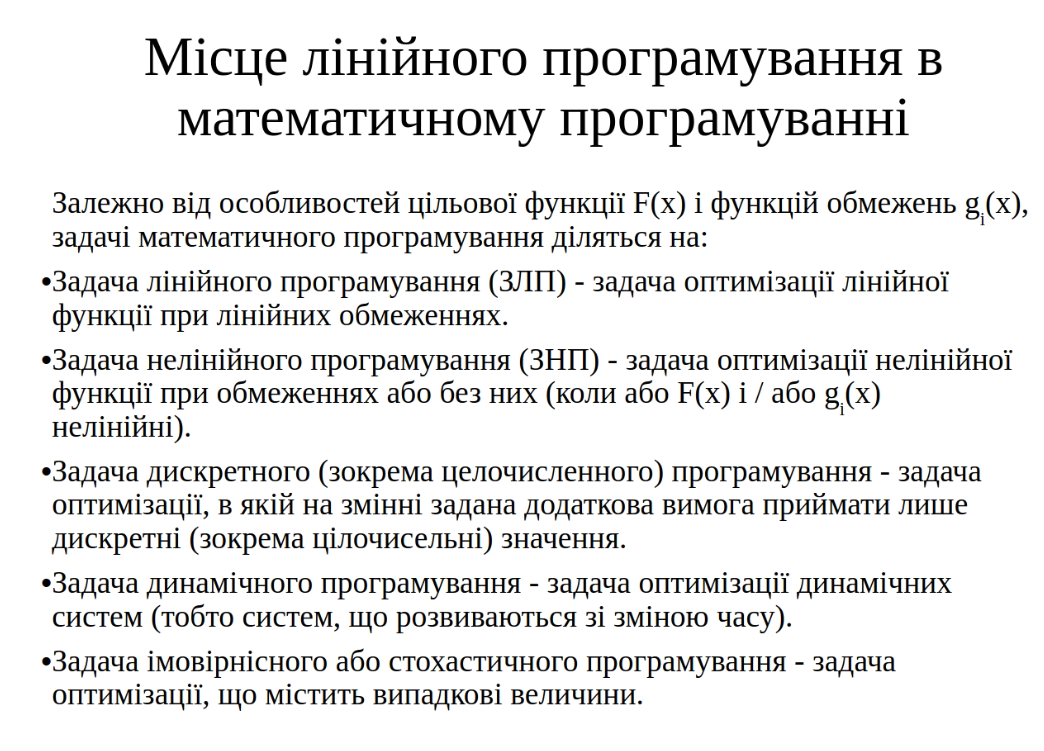 Місце лінійного програмування в
математичному програмуванні
Залежно від особливостей цільової функції F(x) і функцій обмежень gi(x),
задачі математичного програмування діляться на:
•Задача лінійного програмування (ЗЛП) - задача оптимізації лінійної
функції при лінійних обмеженнях.
•Задача нелінійного програмування (ЗНП) - задача оптимізації нелінійної
функції при обмеженнях або без них (коли або F(x) і / або gi(x)
нелінійні).
•Задача дискретного (зокрема целочисленного) програмування - задача
оптимізації, в якій на змінні задана додаткова вимога приймати лише
дискретні (зокрема цілочисельні) значення.
•Задача динамічного програмування - задача оптимізації динамічних
систем (тобто систем, що розвиваються зі зміною часу).
•Задача імовірнісного або стохастичного програмування - задача
оптимізації, що містить випадкові величини.